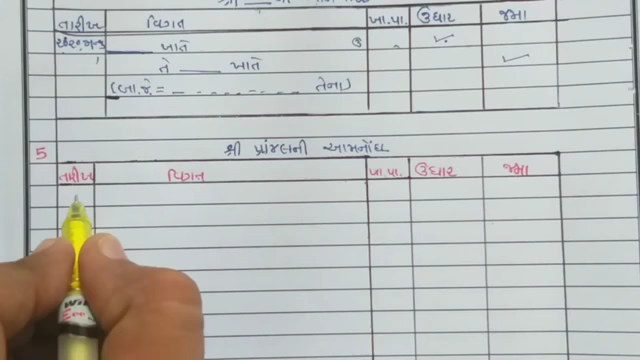 શ્રી ની
તારીખ વિગત ખા.પા. ઉધાર જમા
ખાતે ઉ ✓
તે ખાતે ✓
(બા.જે = - - - - - - - - તેના)
5 શ્રી પ્રાંજલની આમનોંધ
તારીખ વિગત ખા.પા. ઉધાર જમા